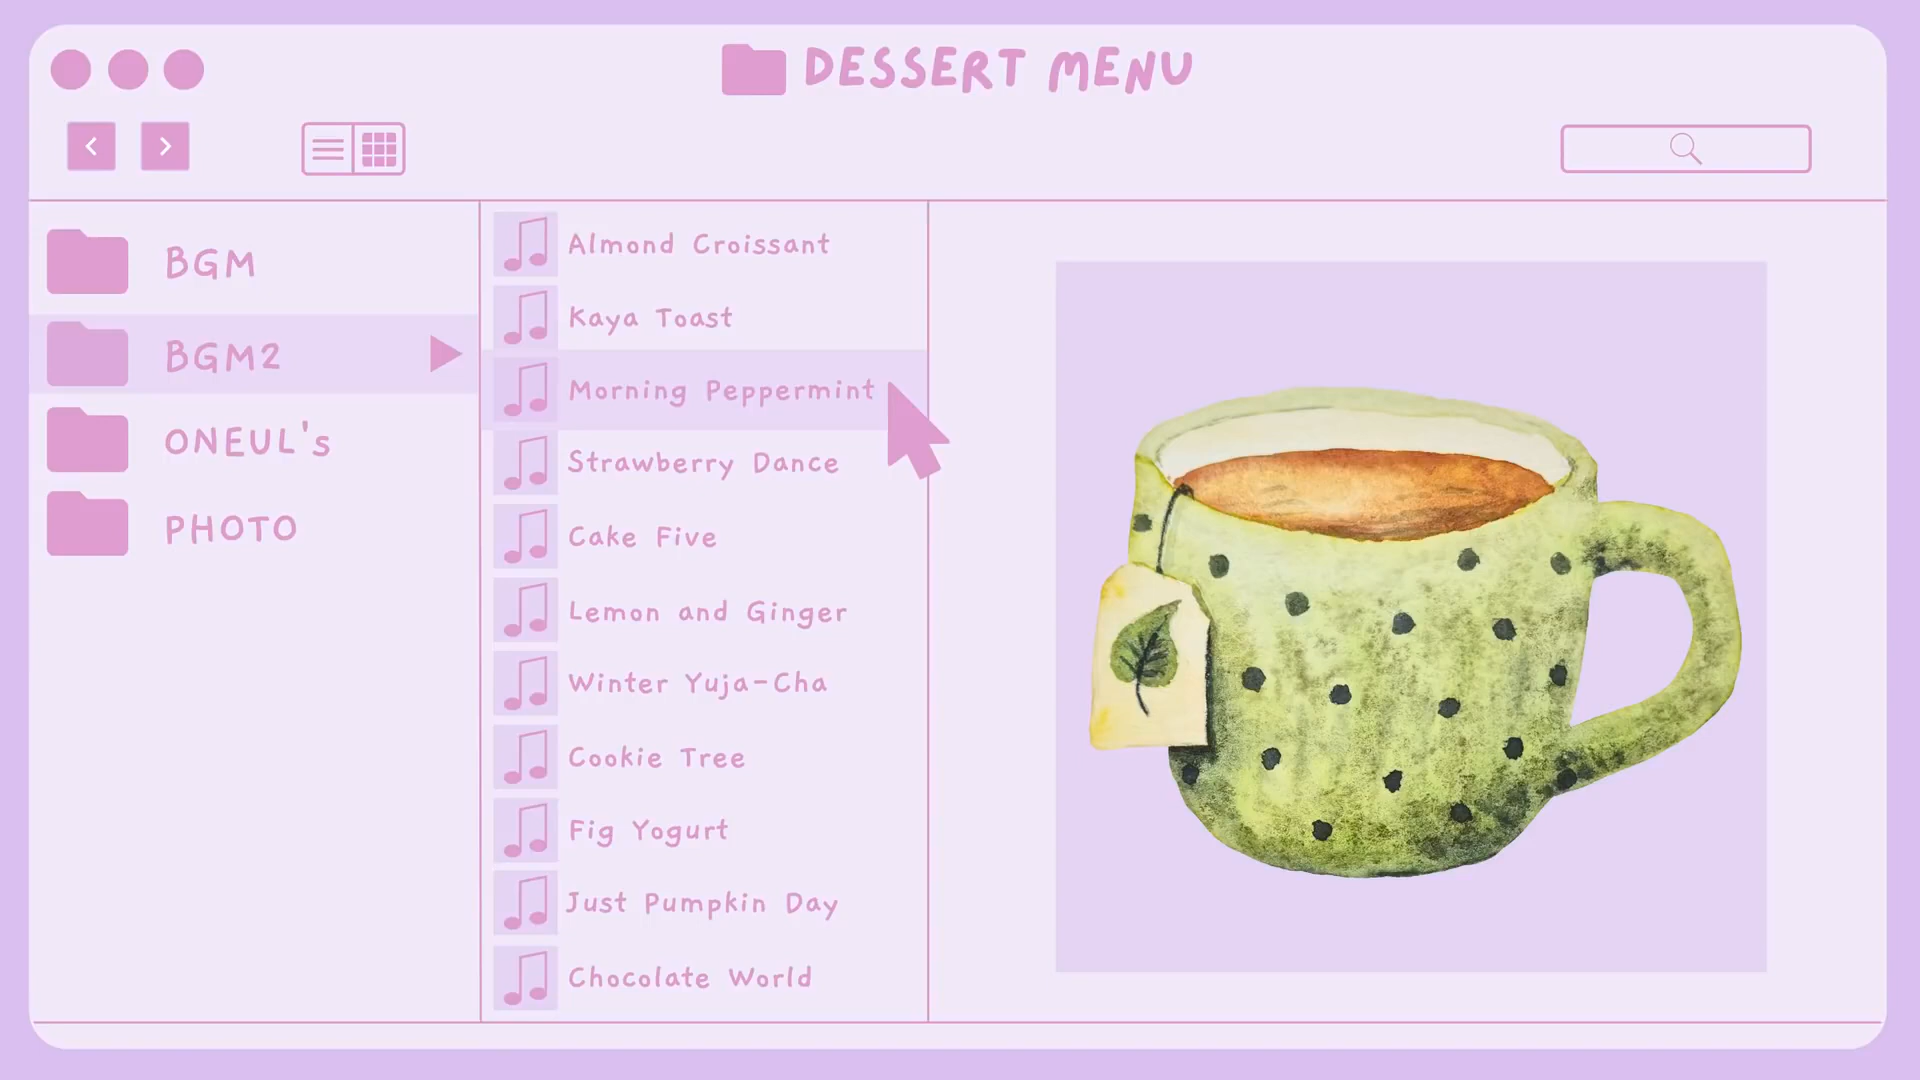 DESSERT MENU
BGM
BGM2
ONEUL's
PHOTO
Almond Croissant
Kaya Toast
Morning Peppermint
Strawberry Dance
Cake Five
Lemon and Ginger
Winter Yuja-Cha
Cookie Tree
Fig Yogurt
Just Pumpkin Day
Chocolate World